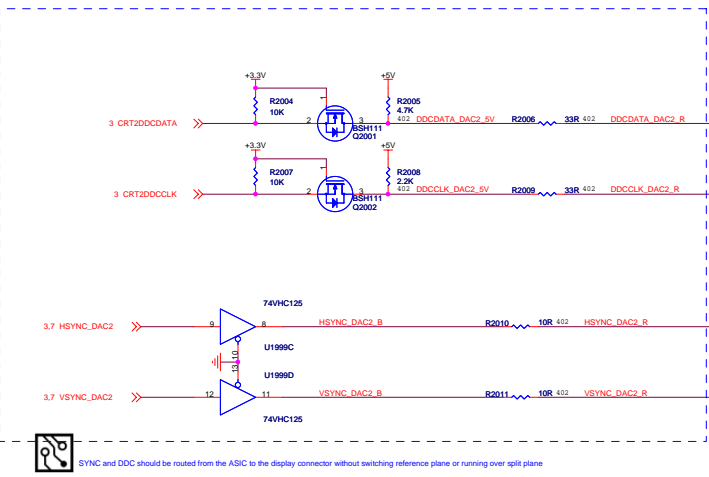 +3.3V +5V
1
R2004 R2005
10K 4.7K
3 CRT2DDCDATA 2 3 402 DDCDATA_DAC2_5V R2006 33R 402 DDCDATA_DAC2_R
BSH111
Q2001
+3.3V +5V
1
R2007 R2008
10K 2.2K
3 CRT2DDCCLK 2 3 402 DDCCLK_DAC2_5V R2009 33R 402 DDCCLK_DAC2_R
BSH111
Q2002
74VHC125
3,7 HSYNC_DAC2 9 8 HSYNC_DAC2_B R2010 10R 402 HSYNC_DAC2_R
10
U1999C
13
U1999D
3,7 VSYNC_DAC2 12 11 VSYNC_DAC2_B R2011 10R 402 VSYNC_DAC2_R
74VHC125
SYNC and DDC should be routed from the ASIC to the display connector without switching reference plane or running over split plane